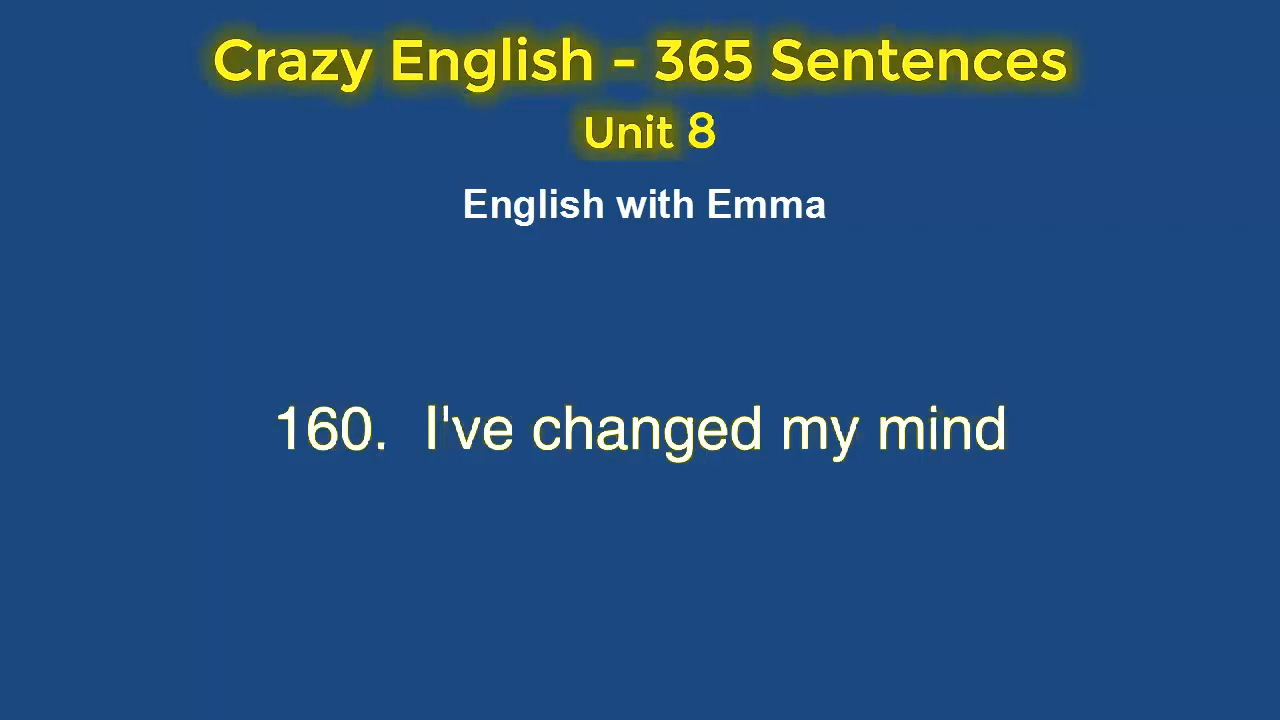 Crazy English - 365 Sentences
Unit 8
English with Emma
160. I've changed my mind